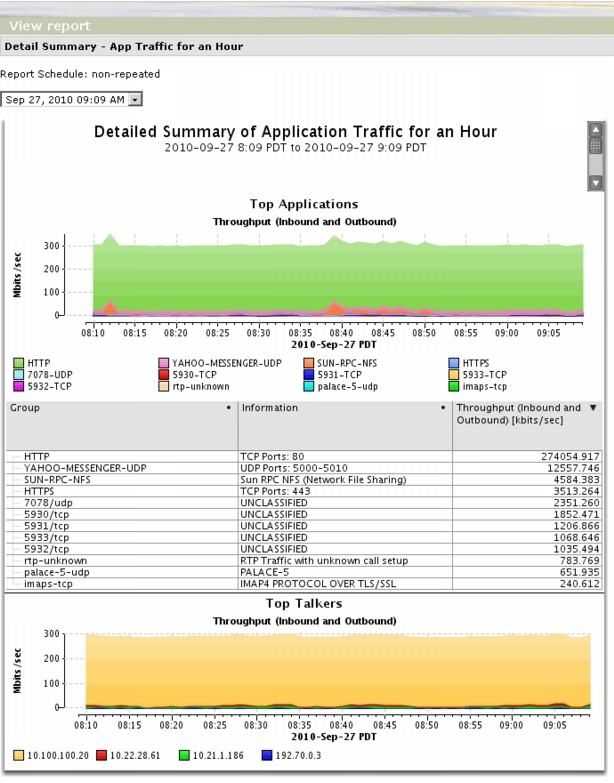 View report
Detail Summary - App Traffic for an Hour
Report Schedule: non-repeated
Sep 27, 2010 09:09 AM
Detailed Summary of Application Traffic for an Hour
2010-09-27 8:09 PDT to 2010-09-27 9:09 PDT
Top Applications
Throughput (Inbound and Outbound)
Mbits/sec
300
200
100
0
08:10 08:15 08:20 08:25 08:30 08:35 08:40 08:45 08:50 08:55 09:00 09:05
2010-Sep-27 PDT
HTTP YAHOO-MESSENGER-UDP SUN-RPC-NFS HTTPS
7078-UDP 5930-TCP 5931-TCP 5933-TCP
5932-TCP rtp-unknown palace-5-udp imaps-tcp
Group Information Throughput (Inbound and
Outbound) [kbits/sec]
HTTP TCP Ports: 80 274054.917
YAHOO-MESSENGER-UDP UDP Ports: 5000-5010 12557.746
SUN-RPC-NFS Sun RPC NFS (Network File Sharing) 4584.383
HTTPS TCP Ports: 443 3513.264
7078/udp UNCLASSIFIED 2351.260
5930/tcp UNCLASSIFIED 1852.471
5931/tcp UNCLASSIFIED 1206.866
5933/tcp UNCLASSIFIED 1068.646
5932/tcp UNCLASSIFIED 1035.494
rtp-unknown RTP Traffic with unknown call setup 783.769
palace-5-udp PALACE-5 651.935
imaps-tcp IMAP4 PROTOCOL OVER TLS/SSL 240.612
Top Talkers
Throughput (Inbound and Outbound)
Mbits/sec
300
200
100
0
08:10 08:15 08:20 08:25 08:30 08:35 08:40 08:45 08:50 08:55 09:00 09:05
2010-Sep-27 PDT
10.100.100.20 10.22.28.61 10.21.1.186 192.70.0.3